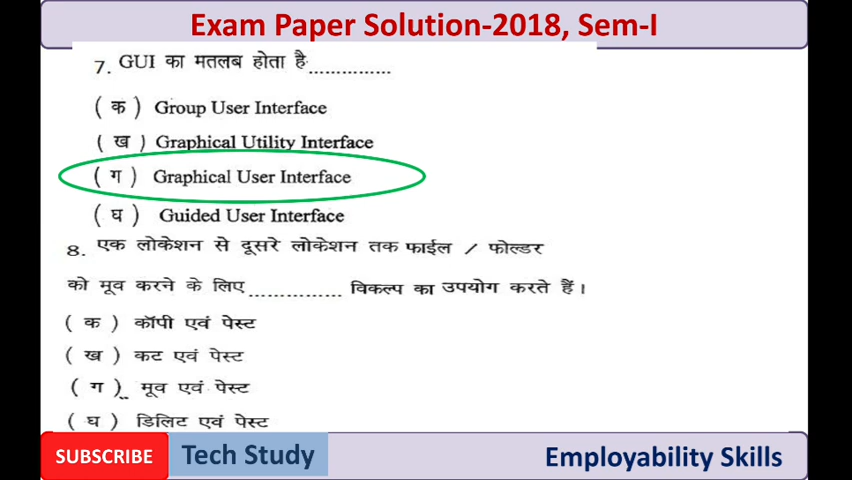 Exam Paper Solution-2018, Sem-I
7. GUI का मतलब होता है..............
( क ) Group User Interface
( ख ) Graphical Utility Interface
( ग ) Graphical User Interface
( घ ) Guided User Interface
8. एक लोकेशन से दूसरे लोकेशन तक फाईल / फोल्डर
को मूव करने के लिए ................ विकल्प का उपयोग करते हैं।
( क ) कॉपी एवं पेस्ट
( ख ) कट एवं पेस्ट
( ग ) मूव एवं पेस्ट
( घ ) डिलिट एवं पेस्ट
SUBSCRIBE Tech Study Employability Skills